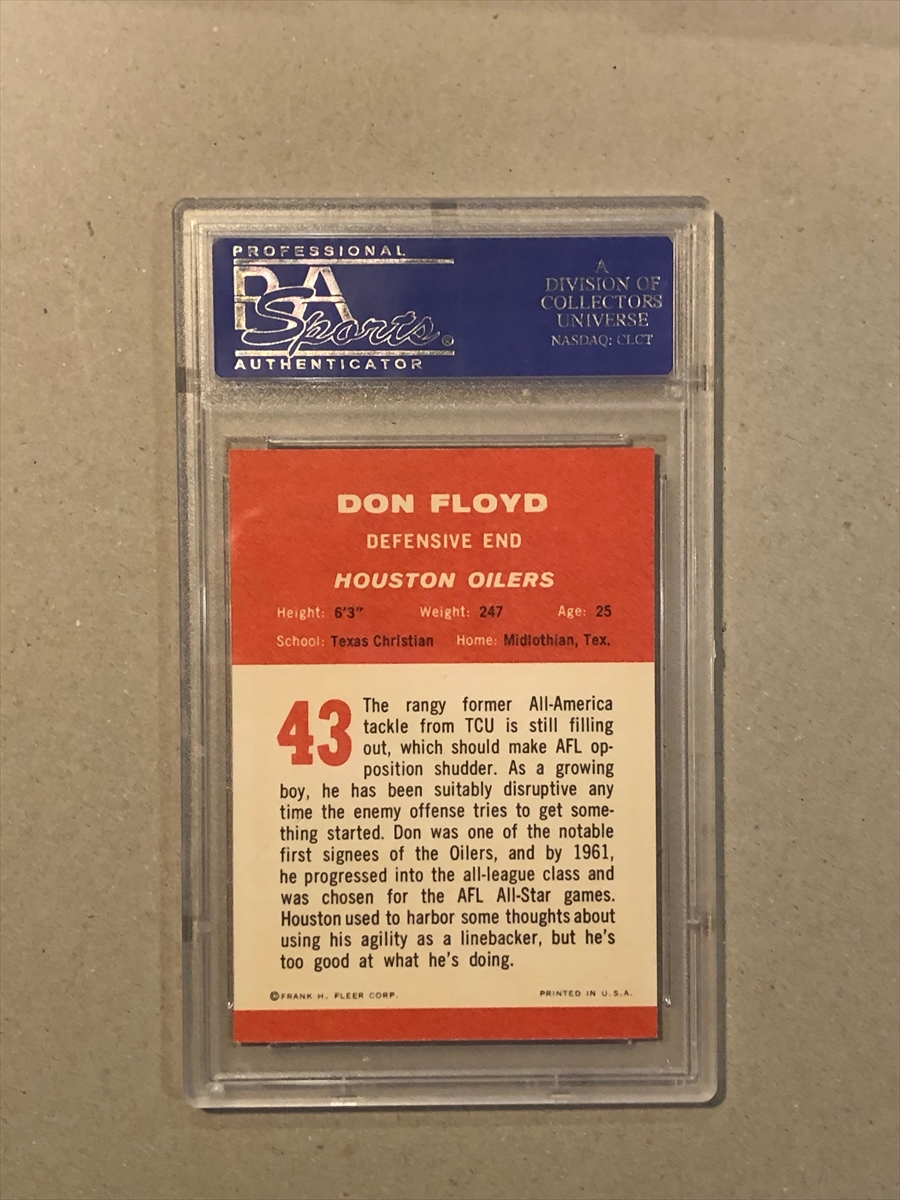 PROFESSIONAL
PSA
Sports®
AUTHENTICATOR
A
DIVISION OF
COLLECTORS
UNIVERSE
NASDAQ: CLCT
DON FLOYD
DEFENSIVE END
HOUSTON OILERS
Height: 6'3" Weight: 247 Age: 25
School: Texas Christian Home: Midlothian, Tex.
43
The rangy former All-America
tackle from TCU is still filling
out, which should make AFL op-
position shudder. As a growing
boy, he has been suitably disruptive any
time the enemy offense tries to get some-
thing started. Don was one of the notable
first signees of the Oilers, and by 1961,
he progressed into the all-league class and
was chosen for the AFL All-Star games.
Houston used to harbor some thoughts about
using his agility as a linebacker, but he's
too good at what he's doing.
©FRANK H. FLEER CORP. PRINTED IN U.S.A.